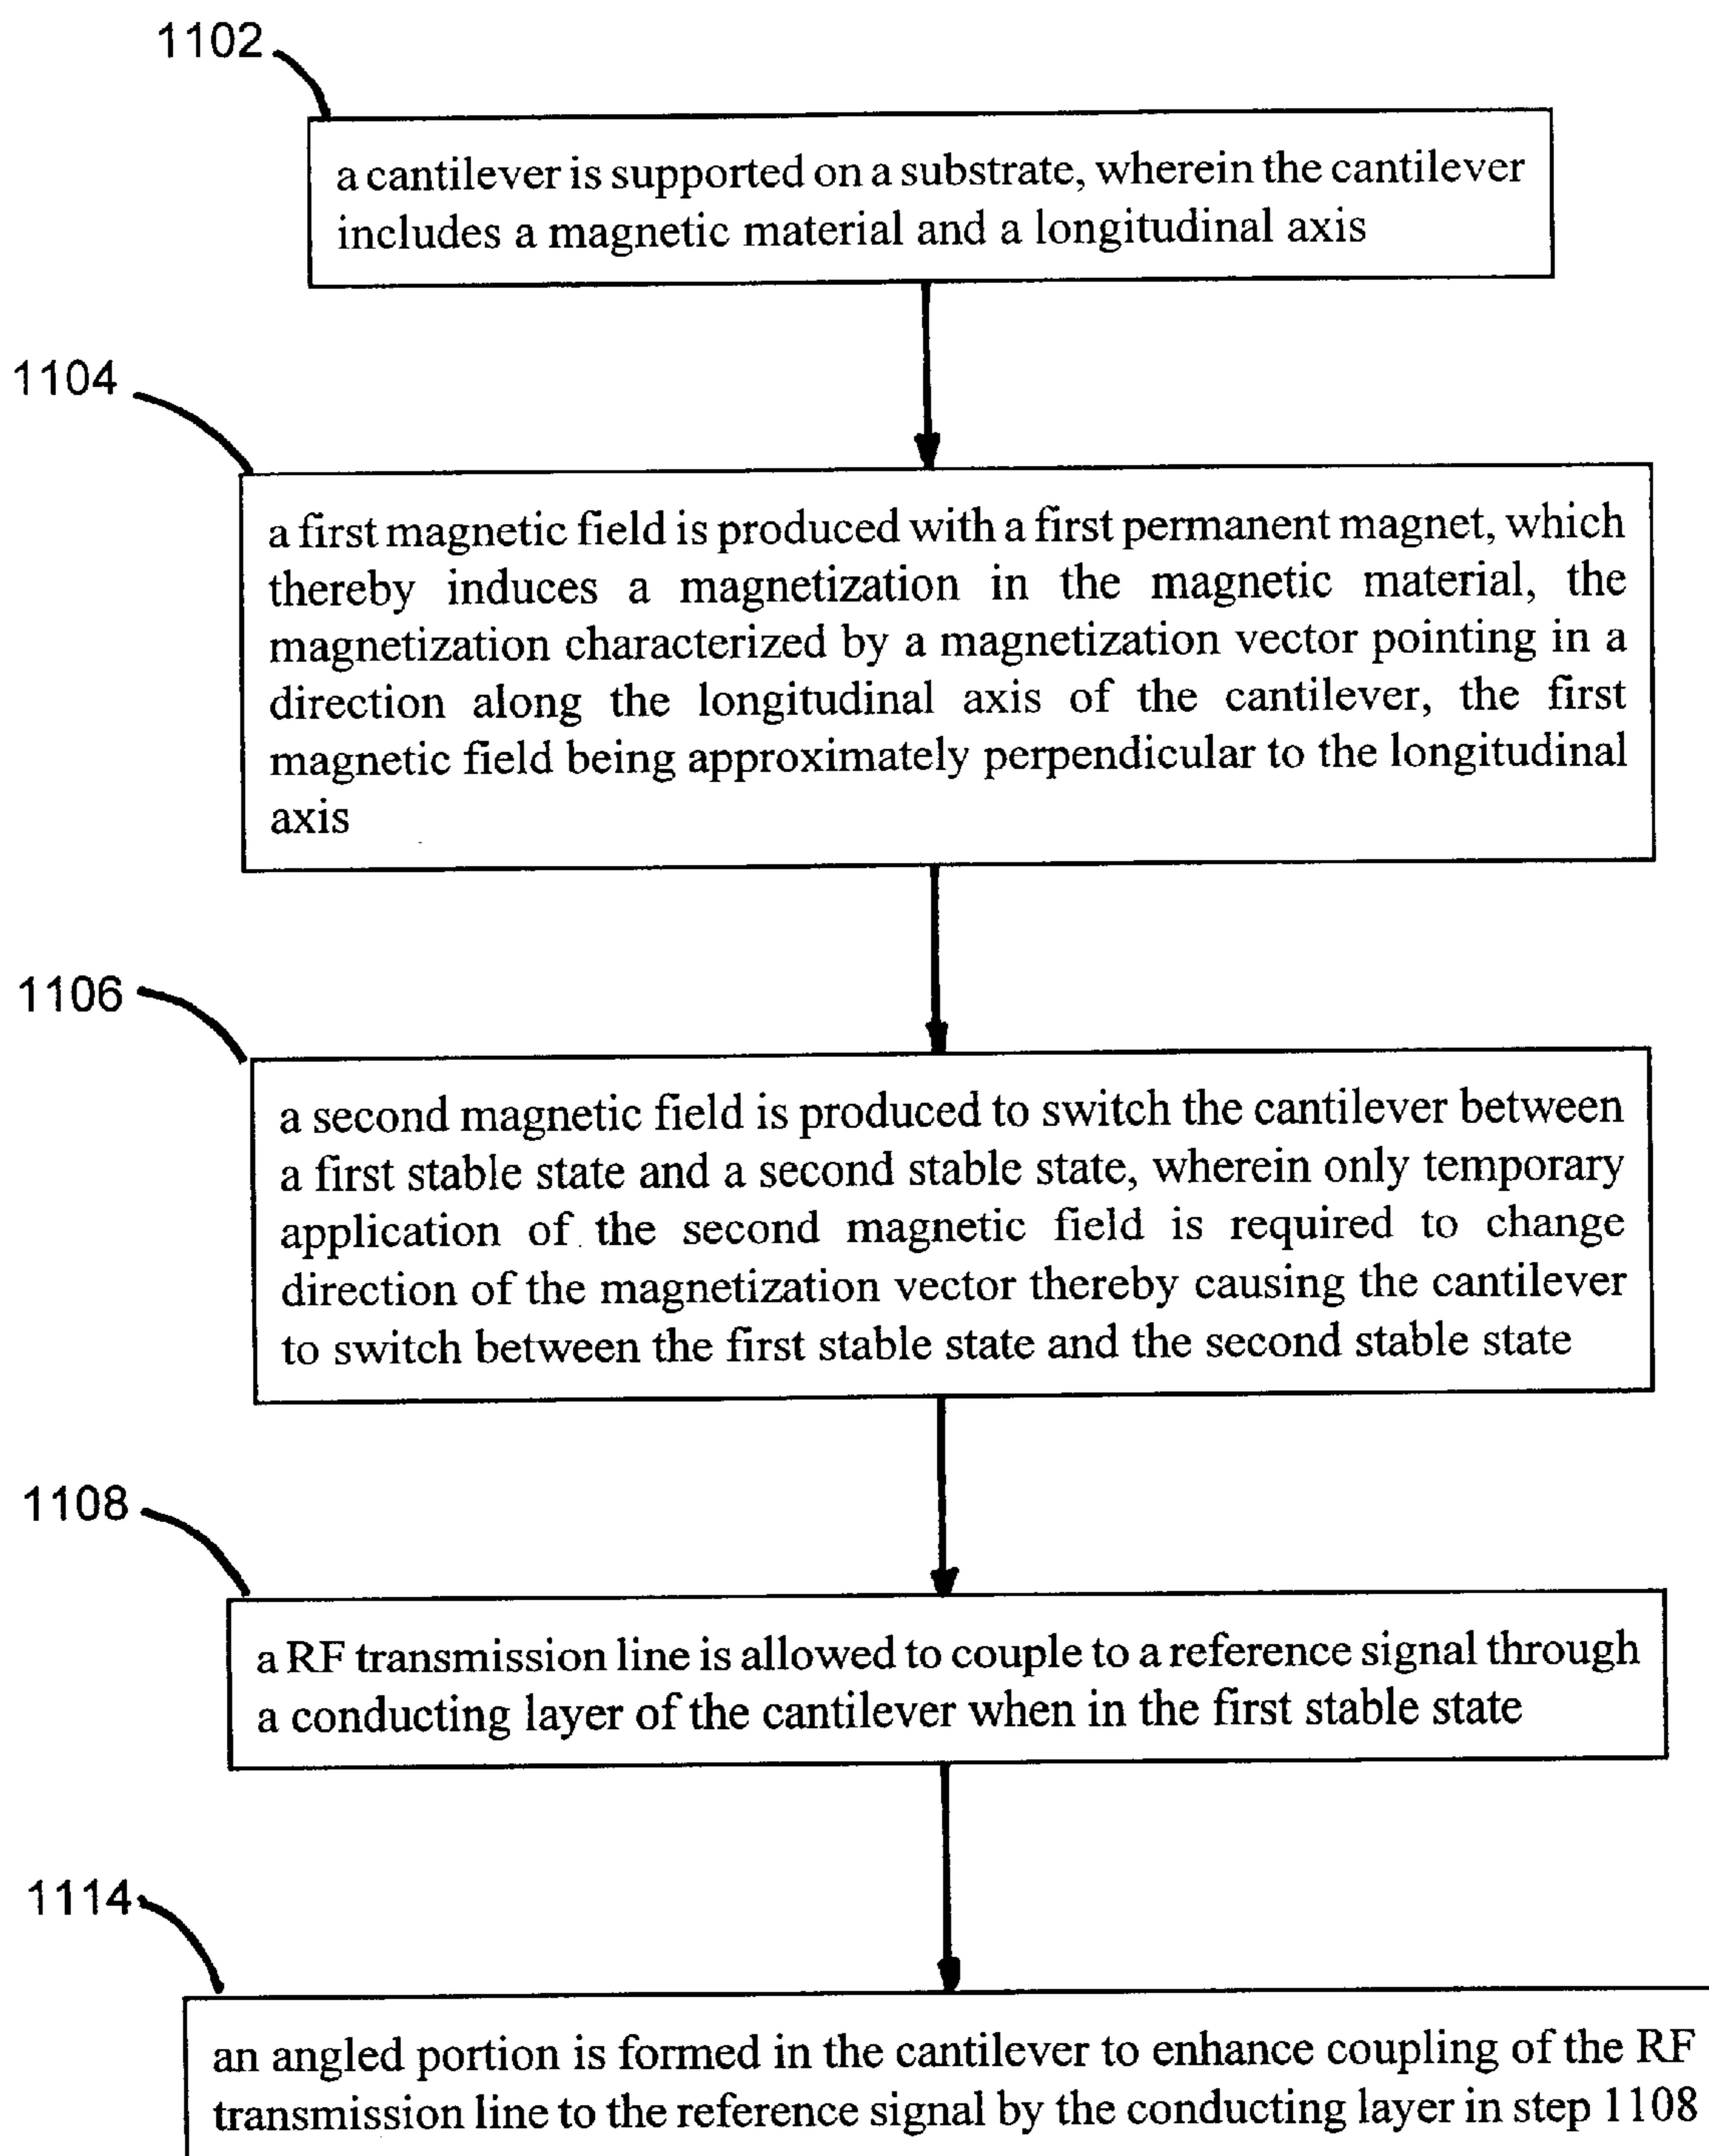 1102
a cantilever is supported on a substrate, wherein the cantilever
includes a magnetic material and a longitudinal axis
1104
a first magnetic field is produced with a first permanent magnet, which
thereby induces a magnetization in the magnetic material, the
magnetization characterized by a magnetization vector pointing in a
direction along the longitudinal axis of the cantilever, the first
magnetic field being approximately perpendicular to the longitudinal
axis
1106
a second magnetic field is produced to switch the cantilever between
a first stable state and a second stable state, wherein only temporary
application of the second magnetic field is required to change
direction of the magnetization vector thereby causing the cantilever
to switch between the first stable state and the second stable state
1108
a RF transmission line is allowed to couple to a reference signal through
a conducting layer of the cantilever when in the first stable state
1114
an angled portion is formed in the cantilever to enhance coupling of the RF
transmission line to the reference signal by the conducting layer in step 1108